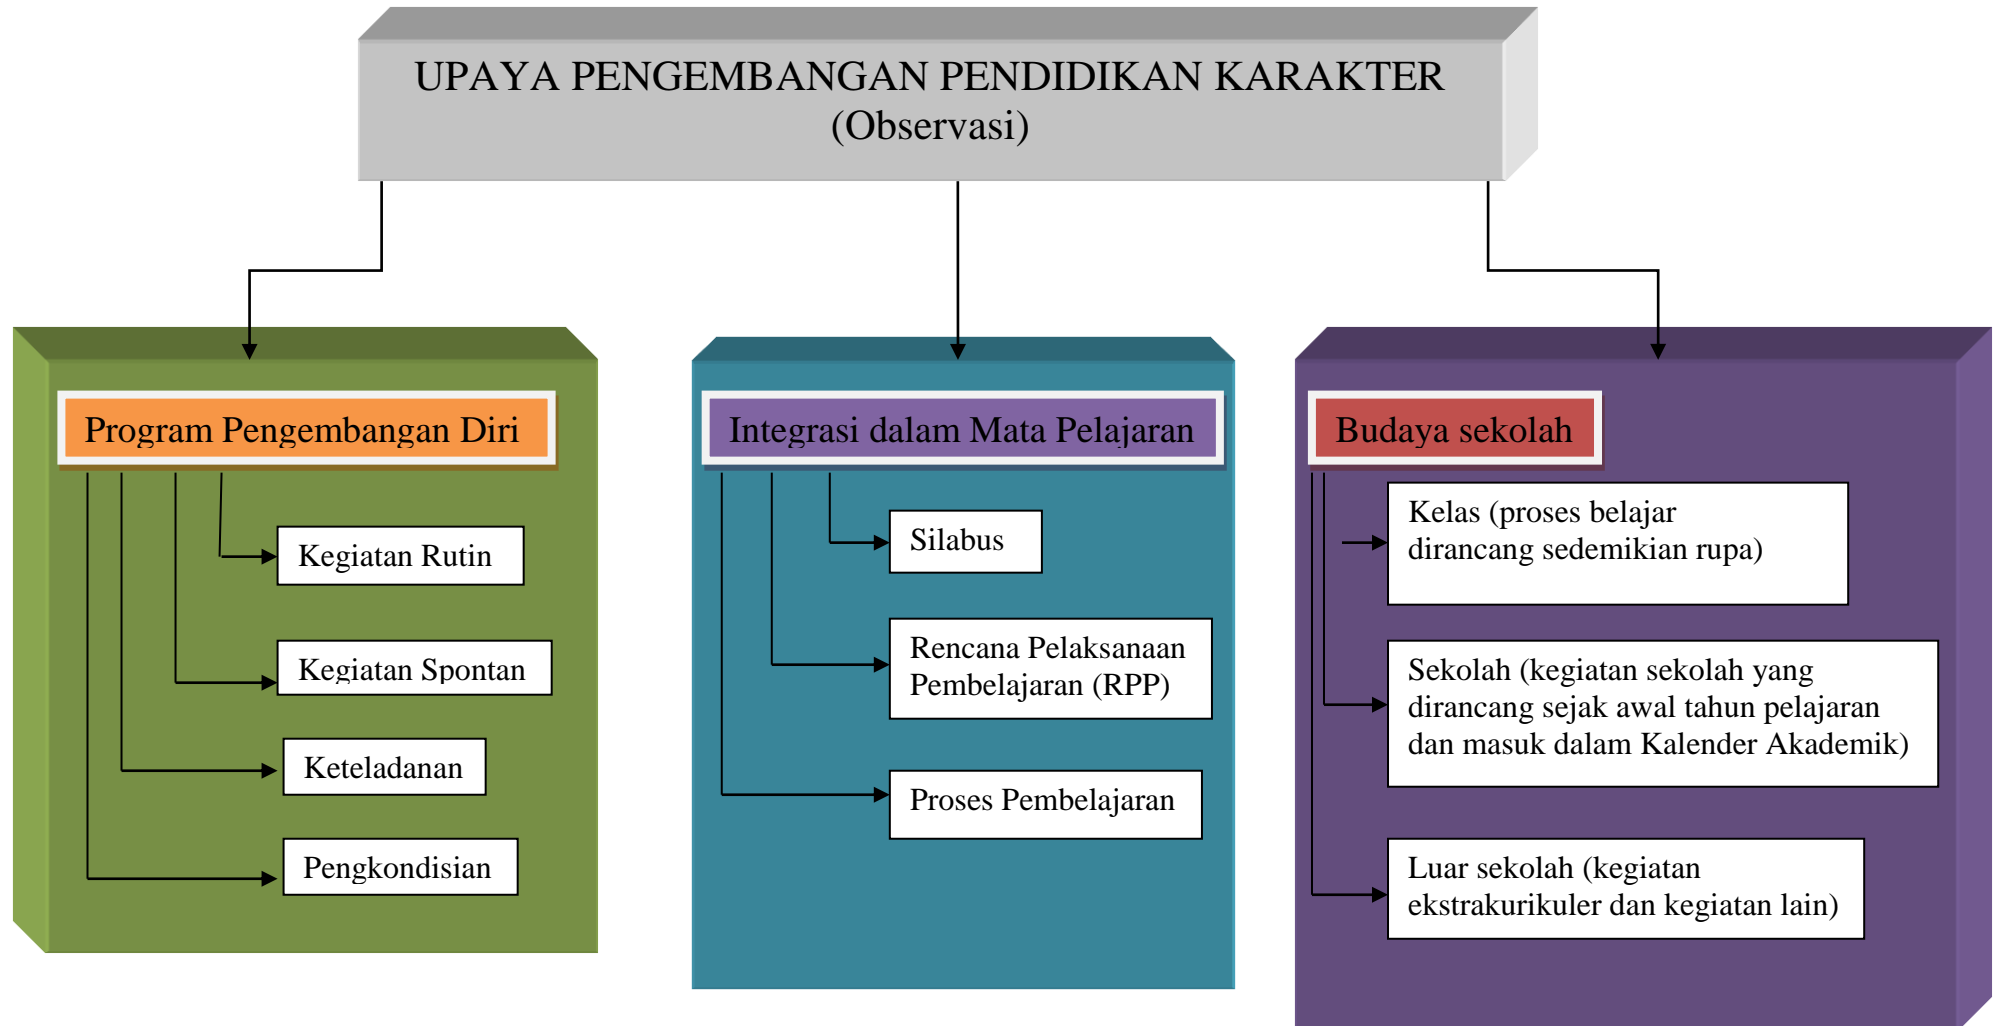 UPAYA PENGEMBANGAN PENDIDIKAN KARAKTER
(Observasi)
Program Pengembangan Diri
Kegiatan Rutin
Kegiatan Spontan
Keteladanan
Pengkondisian
Integrasi dalam Mata Pelajaran
Silabus
Rencana Pelaksanaan
Pembelajaran (RPP)
Proses Pembelajaran
Budaya sekolah
Kelas (proses belajar
dirancang sedemikian rupa)
Sekolah (kegiatan sekolah yang
dirancang sejak awal tahun pelajaran
dan masuk dalam Kalender Akademik)
Luar sekolah (kegiatan
ekstrakurikuler dan kegiatan lain)